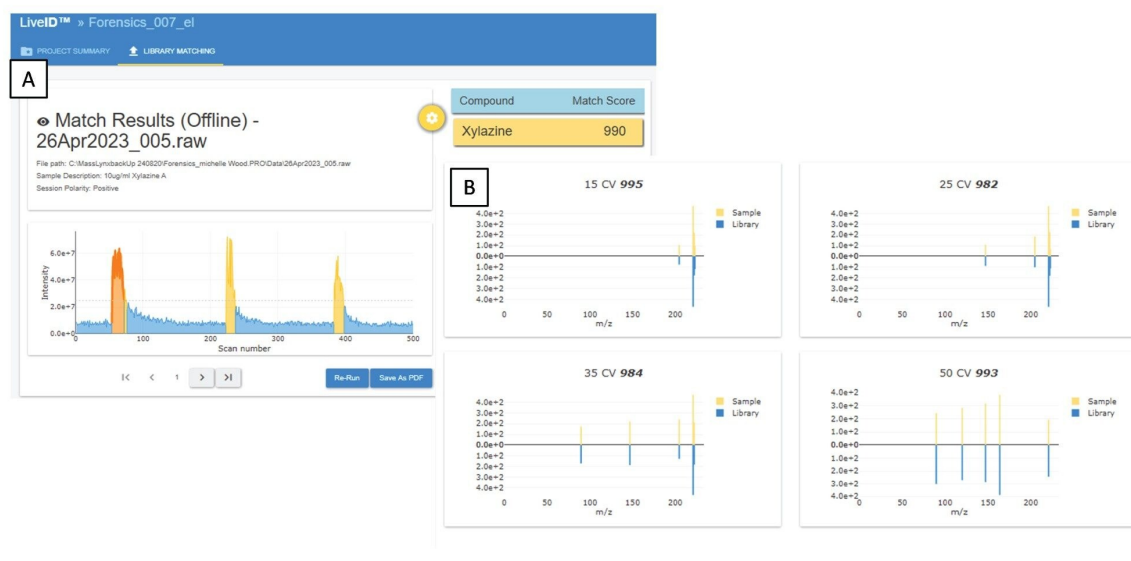 LiveID™ » Forensics_007_el
PROJECT SUMMARY LIBRARY MATCHING
A
Match Results (Offline) -
26Apr2023_005.raw
File path: C:\MassLynxbackUp 240820\Forensics_michelle Wood.PRO\Data\26Apr2023_005.raw
Sample Description: 10ug/ml Xylazine A
Session Polarity: Positive
Compound Match Score
Xylazine 990
Intensity
6.0e+7
4.0e+7
2.0e+7
0.0e+0
0 100 200 300 400 500
Scan number
1
Re-Run Save As PDF
B
15 CV 995
4.0e+2
3.0e+2
2.0e+2
1.0e+2
0.0e+0
1.0e+2
2.0e+2
3.0e+2
4.0e+2
0 50 100 150 200
m/z
Sample
Library
25 CV 982
4.0e+2
3.0e+2
2.0e+2
1.0e+2
0.0e+0
1.0e+2
2.0e+2
3.0e+2
4.0e+2
0 50 100 150 200
m/z
Sample
Library
35 CV 984
4.0e+2
3.0e+2
2.0e+2
1.0e+2
0.0e+0
1.0e+2
2.0e+2
3.0e+2
4.0e+2
0 50 100 150 200
m/z
Sample
Library
50 CV 993
4.0e+2
3.0e+2
2.0e+2
1.0e+2
0.0e+0
1.0e+2
2.0e+2
3.0e+2
4.0e+2
0 50 100 150 200
m/z
Sample
Library